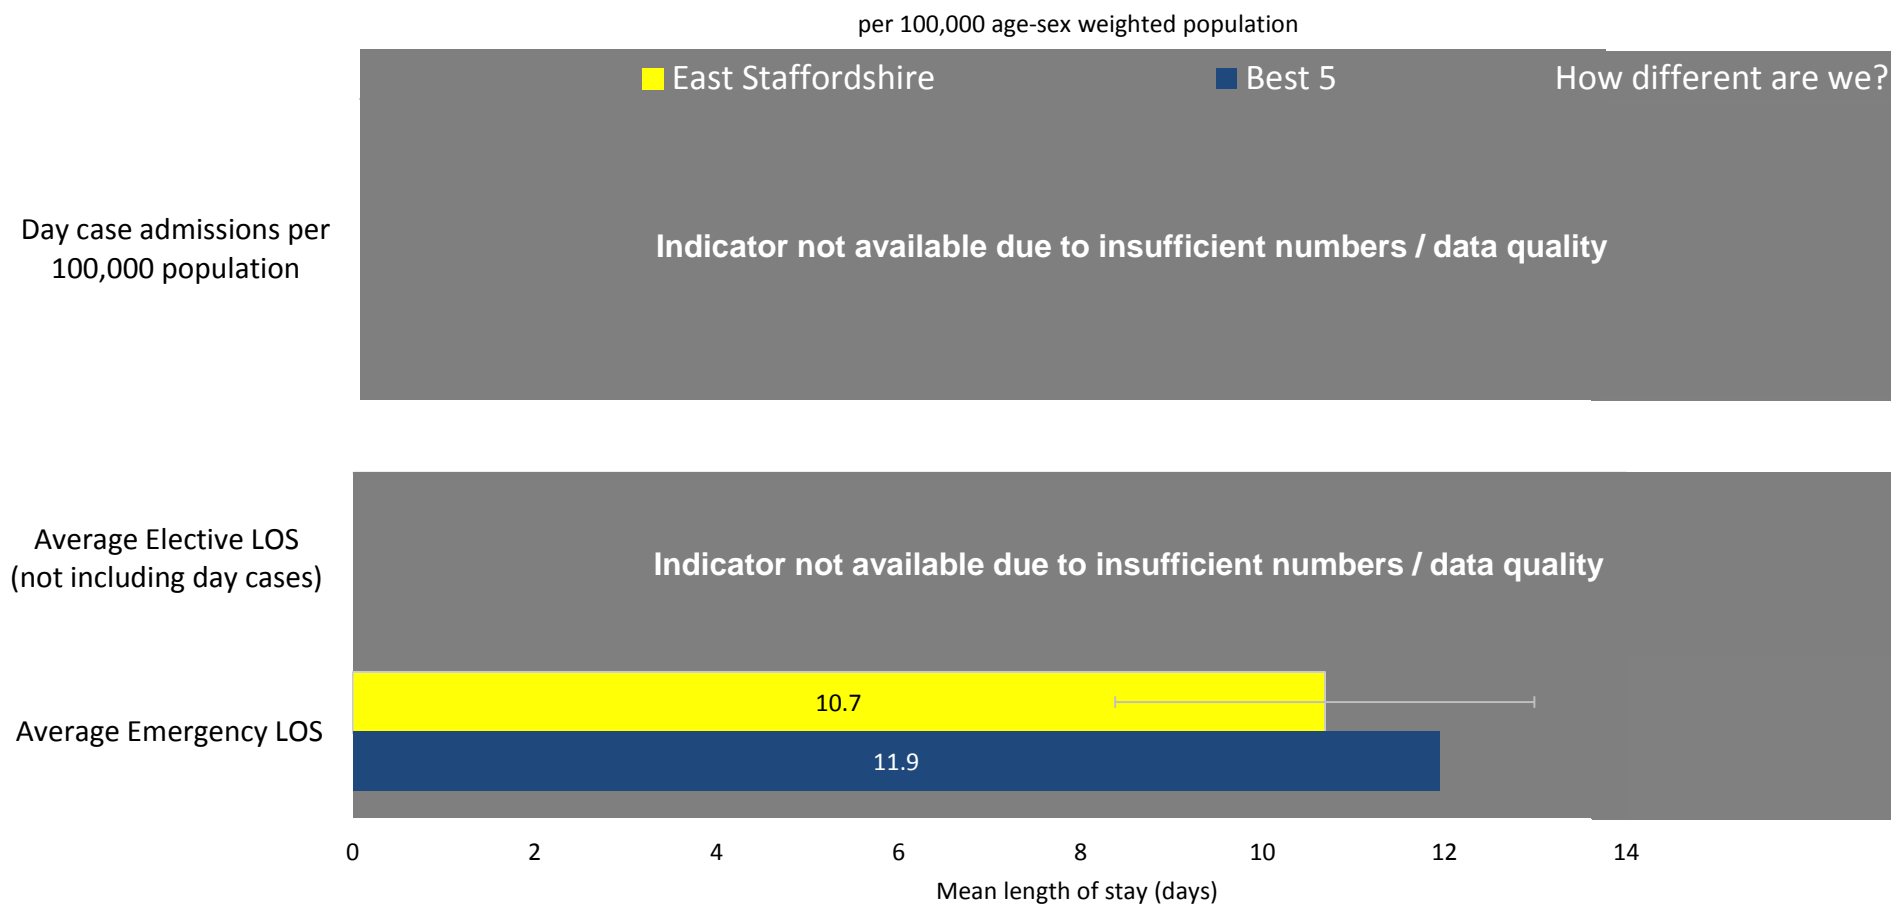 per 100,000 age-sex weighted population
East Staffordshire
Best 5
How different are we?
Day case admissions per
100,000 population
Indicator not available due to insufficient numbers / data quality
Average Elective LOS
(not including day cases)
Indicator not available due to insufficient numbers / data quality
Average Emergency LOS
10.7
11.9
0 2 4 6 8 10 12 14
Mean length of stay (days)